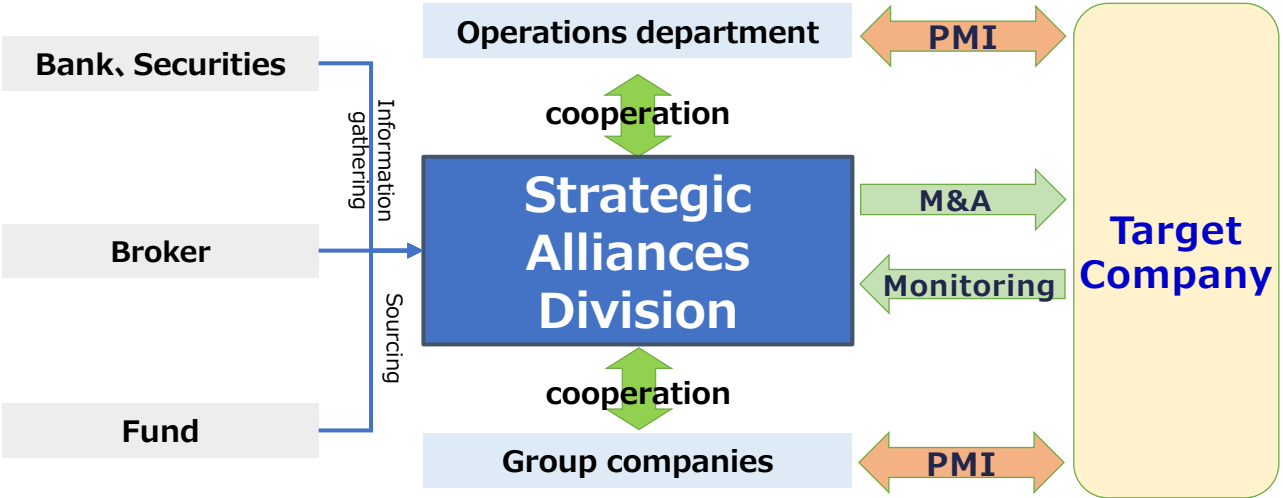 Bank、Securities
Broker
Fund
Information
gathering
Sourcing
Operations department
cooperation
Strategic
Alliances
Division
cooperation
Group companies
PMI
M&A
Monitoring
PMI
Target
Company